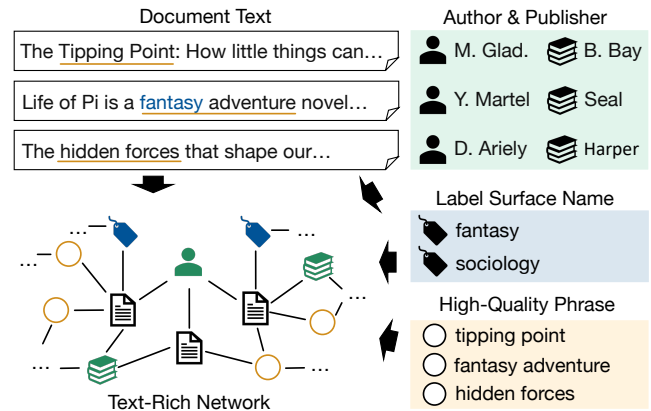 Document Text
The Tipping Point: How little things can…
Life of Pi is a fantasy adventure novel…
The hidden forces that shape our…
Author & Publisher
M. Glad. B. Bay
Y. Martel Seal
D. Ariely Harper
Label Surface Name
fantasy
sociology
High-Quality Phrase
tipping point
fantasy adventure
hidden forces
... ...
...
...
...
...
... ...
Text-Rich Network